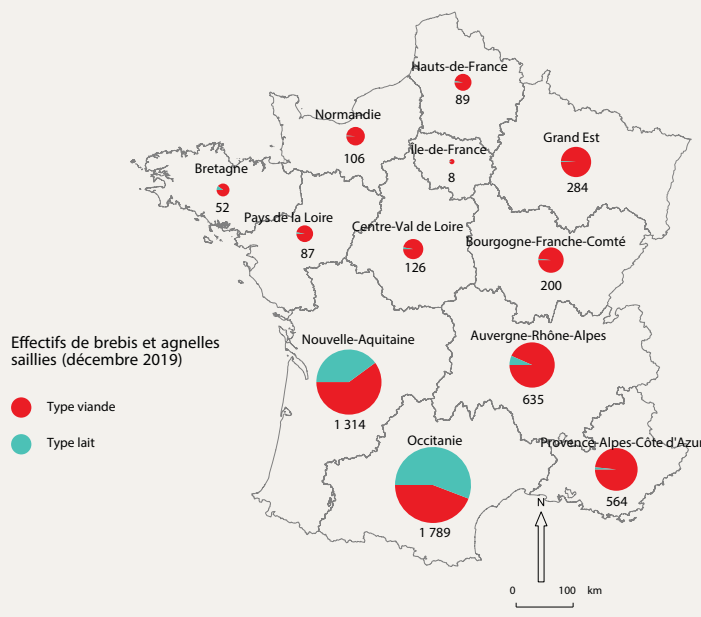 Hauts-de-France
89
Normandie
106
Île-de-France
8
Grand Est
284
Bretagne
52
Pays de la Loire
87
Centre-Val de Loire
126
Bourgogne-Franche-Comté
200
Effectifs de brebis et agnelles
saillies (décembre 2019)
Type viande
Type lait
Nouvelle-Aquitaine
1 314
Auvergne-Rhône-Alpes
635
Occitanie
1 789
Provence-Alpes-Côte d'Azur
564
N
0 100 km